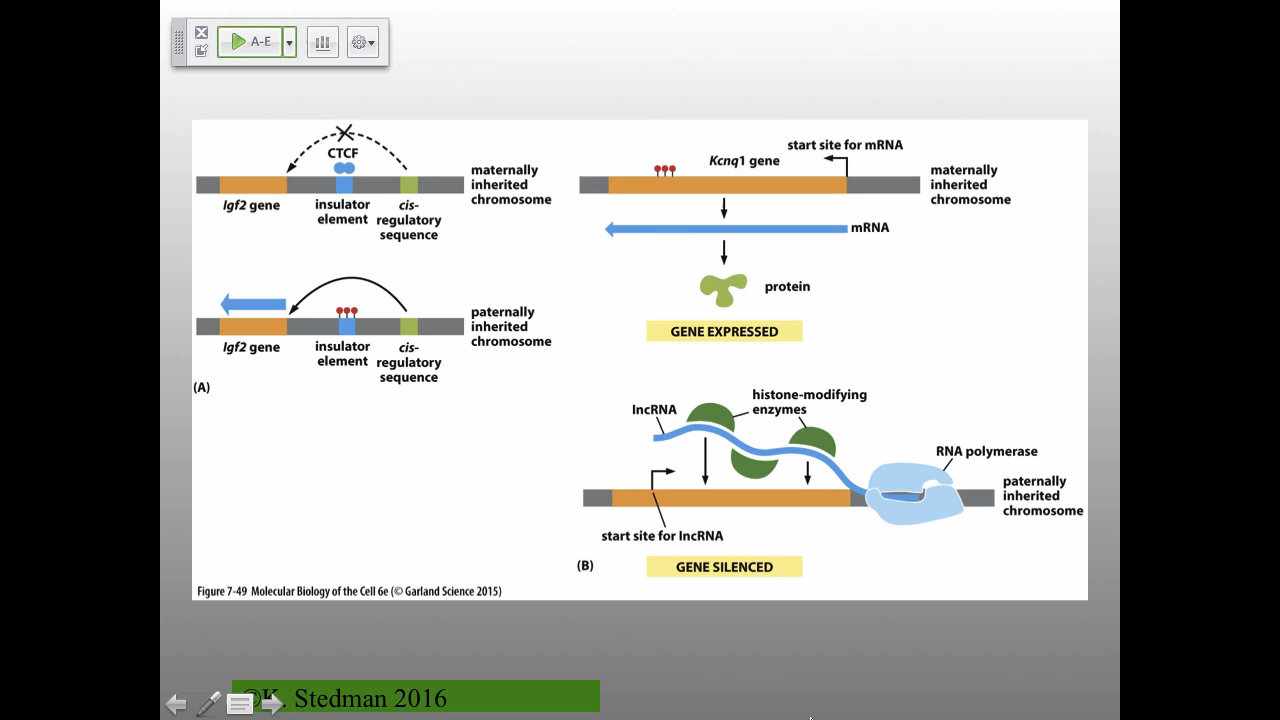 A-E
CTCF
Igf2 gene
insulator
element
cis-
regulatory
sequence
maternally
inherited
chromosome
Igf2 gene
insulator
element
cis-
regulatory
sequence
paternally
inherited
chromosome
(A)
Kcnq1 gene
start site for mRNA
maternally
inherited
chromosome
mRNA
protein
GENE EXPRESSED
lncRNA
histone-modifying
enzymes
RNA polymerase
paternally
inherited
chromosome
start site for lncRNA
(B)
GENE SILENCED
Figure 7-49 Molecular Biology of the Cell 6e (© Garland Science 2015)
©K. Stedman 2016